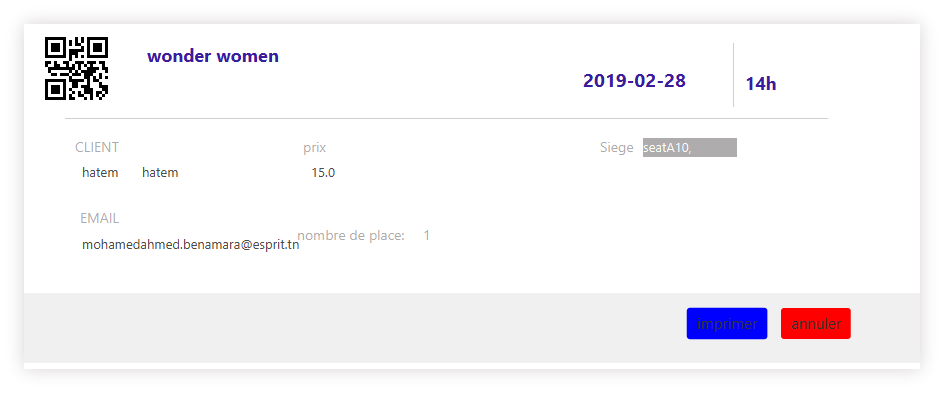 wonder women
2019-02-28
14h
CLIENT
prix
Siege seatA10,
hatem hatem
15.0
EMAIL
mohamedahmed.benamara@esprit.tn
nombre de place: 1
imprimer
annuler